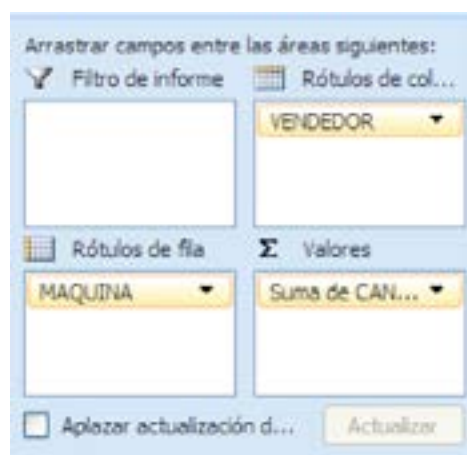 Arrastrar campos entre las áreas siguientes:
Filtro de informe
Rótulos de col...
VENDEDOR
Rótulos de fila
Σ Valores
MAQUINA
Suma de CAN...
Aplazar actualización d...
Actualizar